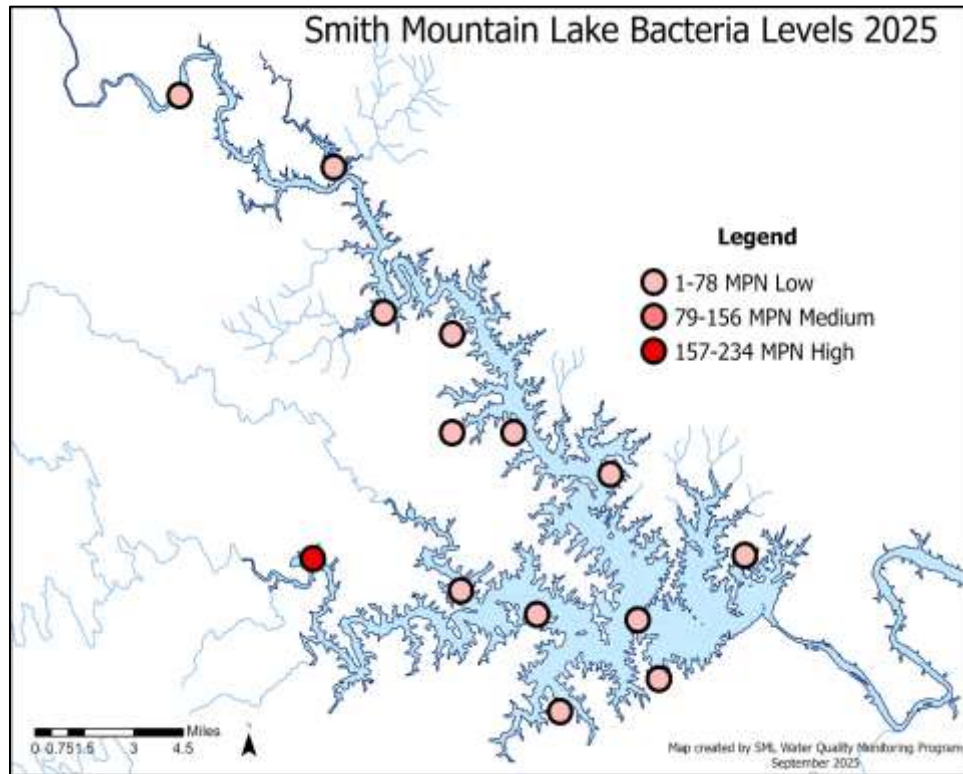 Smith Mountain Lake Bacteria Levels 2025
Legend
1-78 MPN Low
79-156 MPN Medium
157-234 MPN High
Miles
0 0.75 1.5 3 4.5
Map created by SML Water Quality Monitoring Program
September 2025